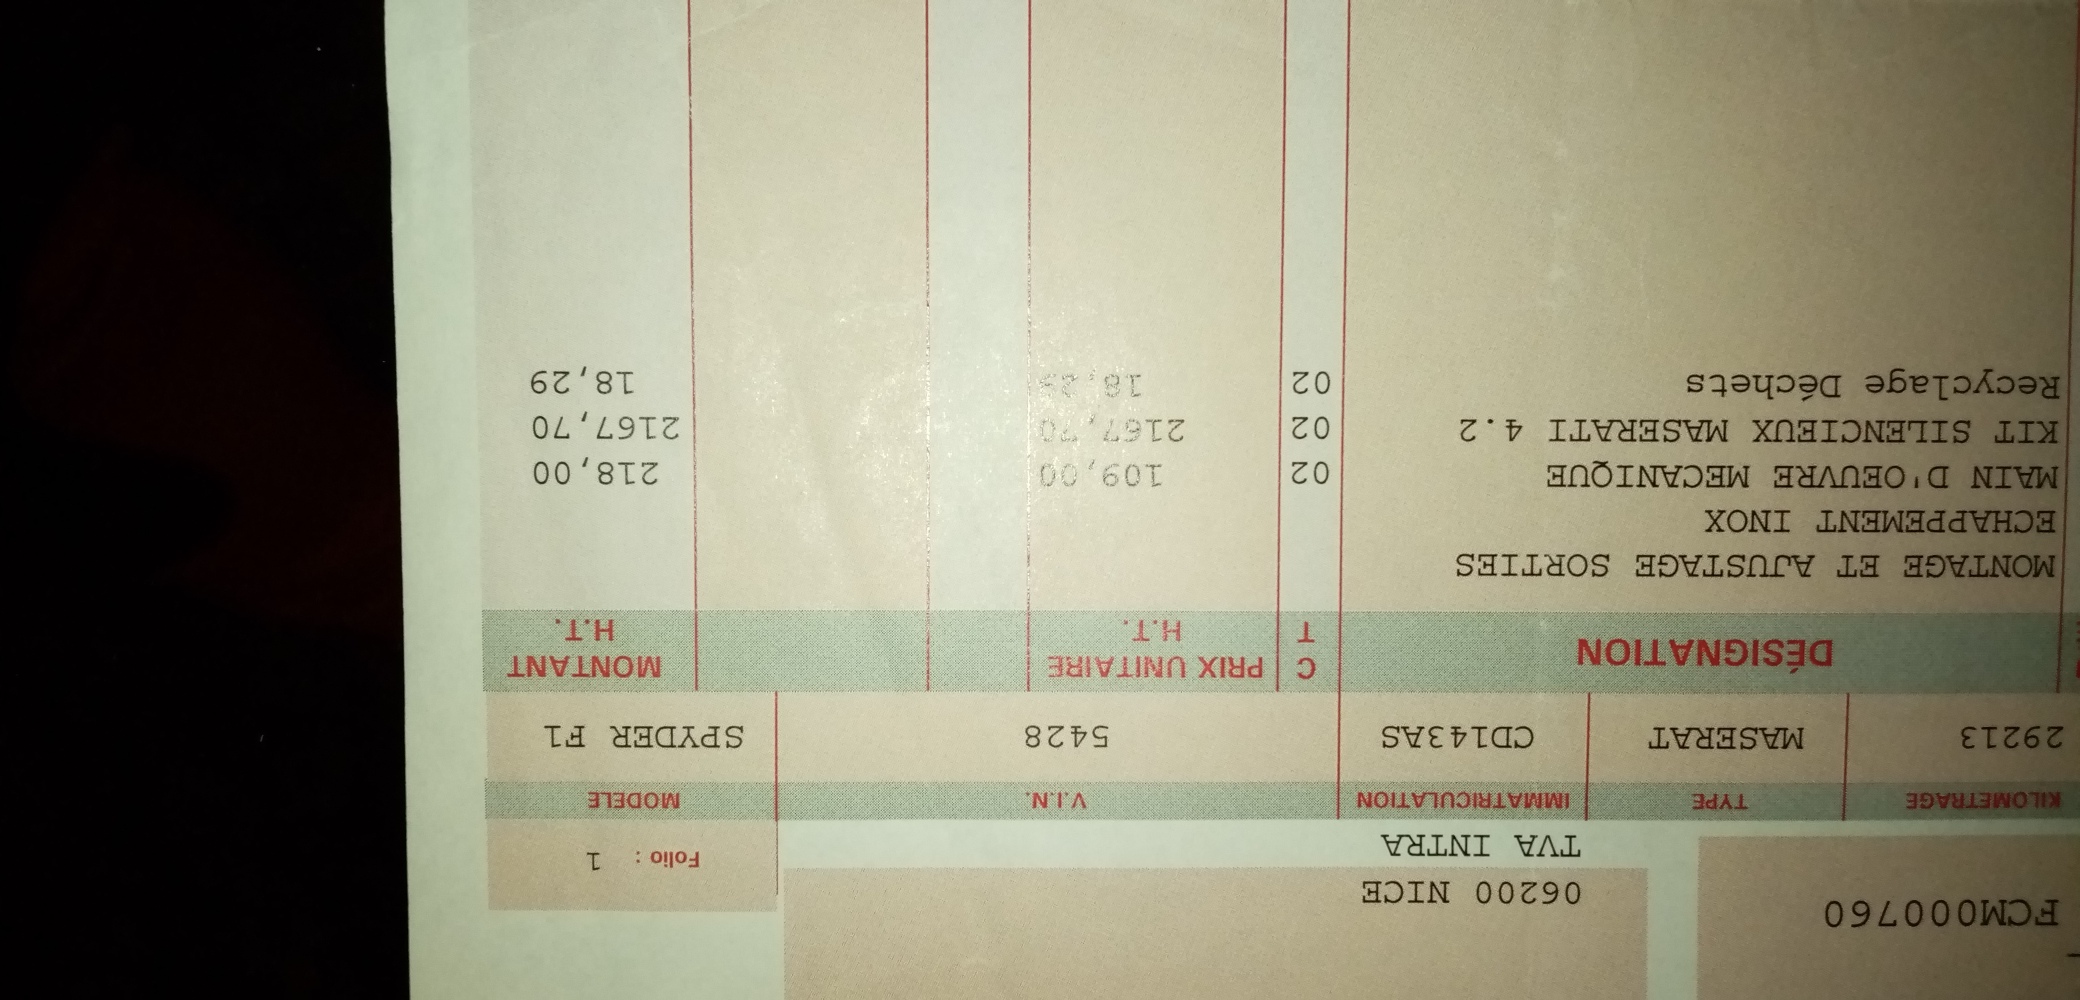 FCM000760
06200 NICE
TVA INTRA
Folio : 1
KILOMETRAGE TYPE IMMATRICULATION V.I.N. MODELE
29213 MASERAT CD143AS 5428 SPYDER F1
DÉSIGNATION C T PRIX UNITAIRE H.T. MONTANT H.T.
MONTAGE ET AJUSTAGE SORTIES
ECHAPPEMENT INOX
MAIN D'OEUVRE MECANIQUE 02 109,00 218,00
KIT SILENCIEUX MASERATI 4.2 02 2167,70 2167,70
Recyclage Déchets 02 18,29 18,29